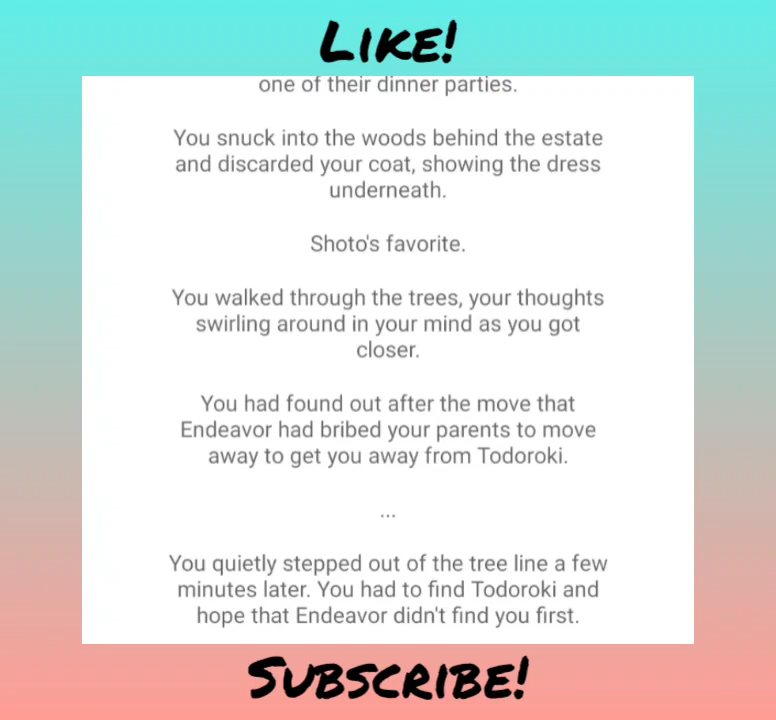 LIKE!
one of their dinner parties.
You snuck into the woods behind the estate
and discarded your coat, showing the dress
underneath.
Shoto's favorite.
You walked through the trees, your thoughts
swirling around in your mind as you got
closer.
You had found out after the move that
Endeavor had bribed your parents to move
away to get you away from Todoroki.
...
You quietly stepped out of the tree line a few
minutes later. You had to find Todoroki and
hope that Endeavor didn't find you first.
SUBSCRIBE!